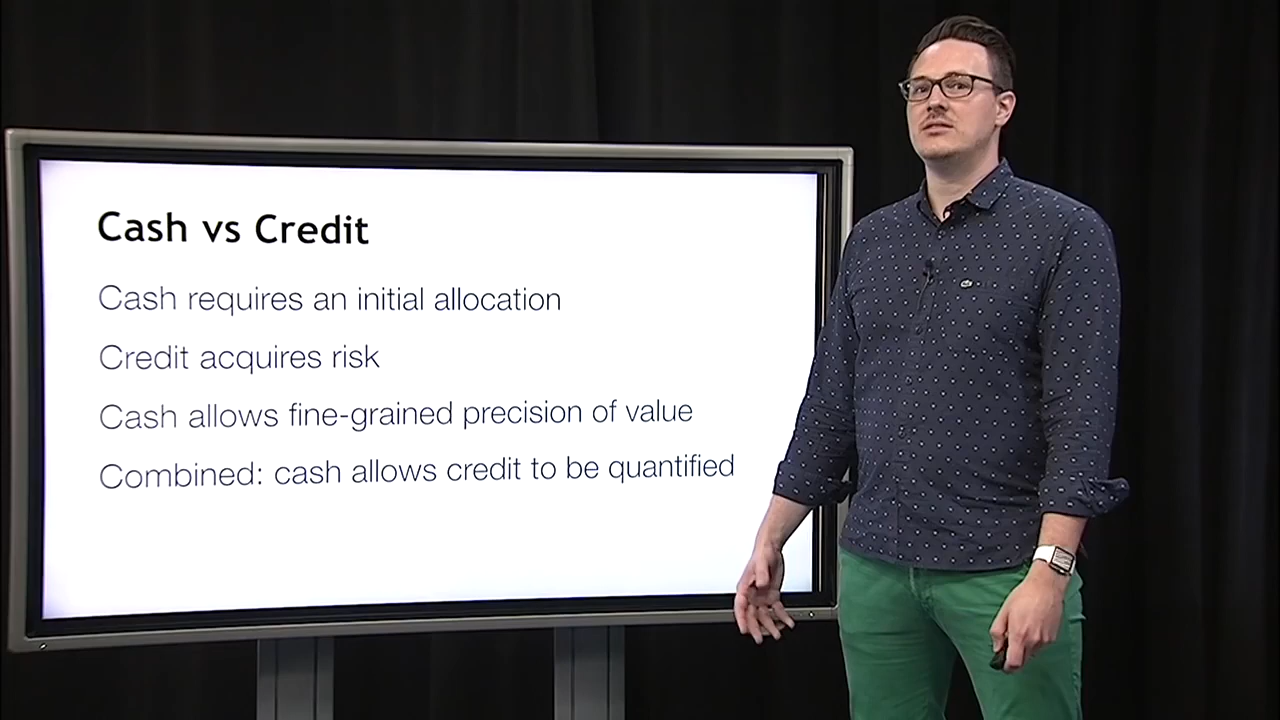 Cash vs Credit
Cash requires an initial allocation
Credit acquires risk
Cash allows fine-grained precision of value
Combined: cash allows credit to be quantified